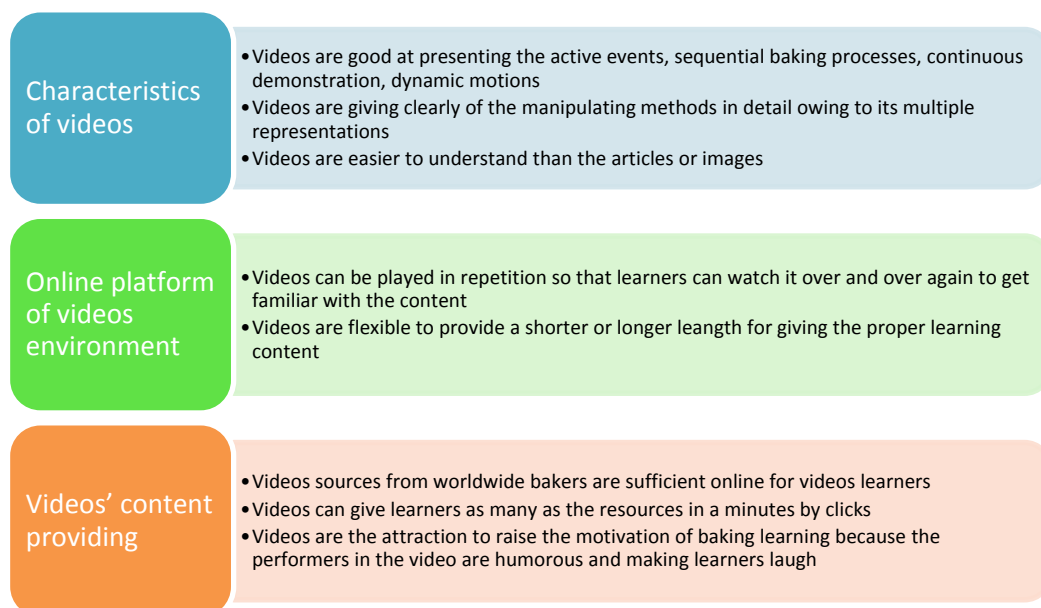 Characteristics
of videos
•Videos are good at presenting the active events, sequential baking processes, continuous
demonstration, dynamic motions
•Videos are giving clearly of the manipulating methods in detail owing to its multiple
representations
•Videos are easier to understand than the articles or images
Online platform
of videos
environment
•Videos can be played in repetition so that learners can watch it over and over again to get
familiar with the content
•Videos are flexible to provide a shorter or longer leangth for giving the proper learning
content
Videos’ content
providing
•Videos sources from worldwide bakers are sufficient online for videos learners
•Videos can give learners as many as the resources in a minutes by clicks
•Videos are the attraction to raise the motivation of baking learning because the
performers in the video are humorous and making learners laugh